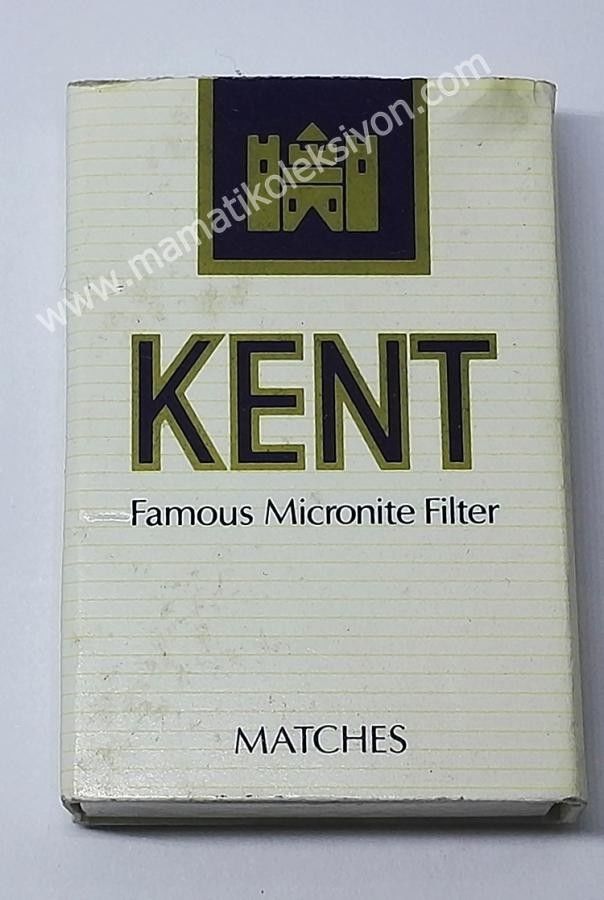 www.mamatikoleksiyon.com
KENT
Famous Micronite Filter
MATCHES